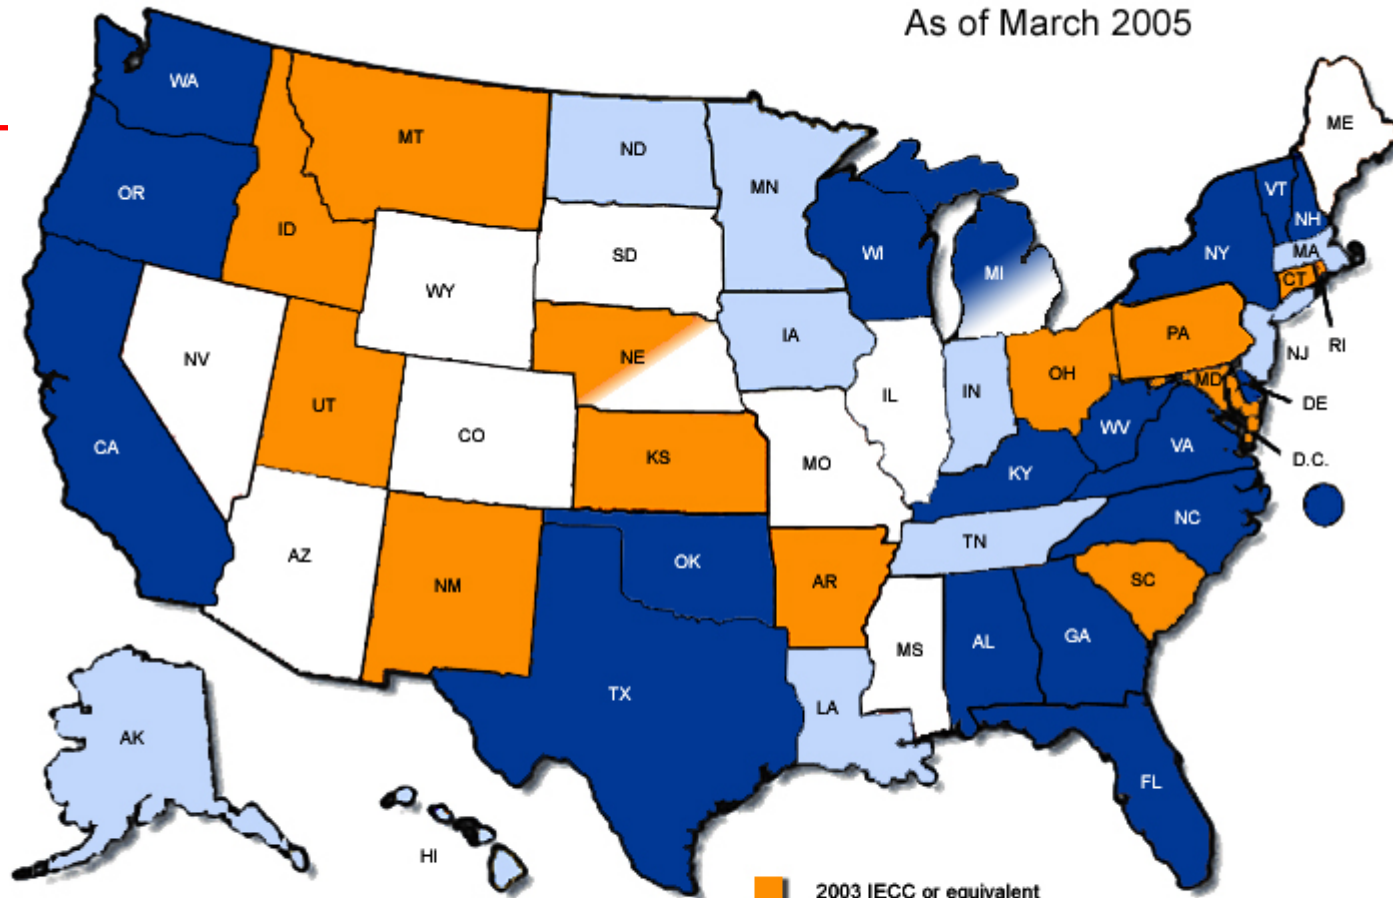 As of March 2005
WA
MT
ND
MN
ME
OR
ID
SD
WI
MI
VT
NH
NY
MA
CT
RI
WY
NV
NE
IA
PA
NJ
UT
CO
IL
IN
OH
MD
DE
CA
KS
MO
WV
VA
D.C.
KY
NC
AZ
NM
OK
AR
TN
SC
MS
AL
GA
TX
LA
AK
FL
HI
2003 IECC or equivalent